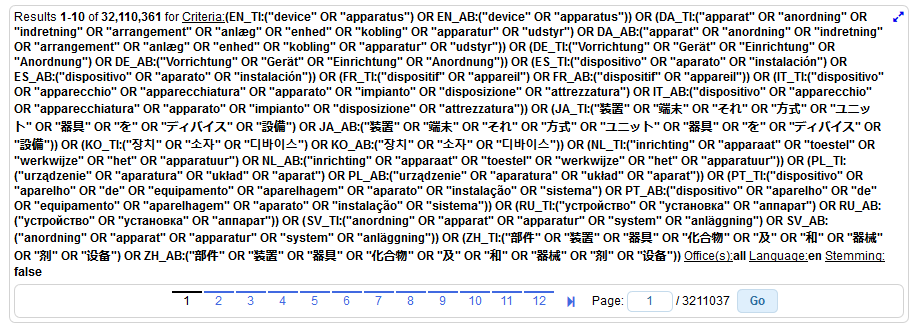 Results 1-10 of 32,110,361 for Criteria:(EN_TI:("device" OR "apparatus") OR EN_AB:("device" OR "apparatus")) OR (DA_TI:("apparat" OR "anordning" OR
"indretning" OR "arrangement" OR "anlæg" OR "enhed" OR "kobling" OR "apparatur" OR "udstyr") OR DA_AB:("apparat" OR "anordning" OR "indretning"
OR "arrangement" OR "anlæg" OR "enhed" OR "kobling" OR "apparatur" OR "udstyr")) OR (DE_TI:("Vorrichtung" OR "Gerät" OR "Einrichtung" OR
"Anordnung") OR DE_AB:("Vorrichtung" OR "Gerät" OR "Einrichtung" OR "Anordnung")) OR (ES_TI:("dispositivo" OR "aparato" OR "instalación") OR
ES_AB:("dispositivo" OR "aparato" OR "instalación")) OR (FR_TI:("dispositif" OR "appareil") OR FR_AB:("dispositif" OR "appareil")) OR (IT_TI:("dispositivo"
OR "apparecchio" OR "apparecchiatura" OR "apparato" OR "impianto" OR "disposizione" OR "attrezzatura") OR IT_AB:("dispositivo" OR "apparecchio"
OR "apparecchiatura" OR "apparato" OR "impianto" OR "disposizione" OR "attrezzatura")) OR (JA_TI:("装置" OR "端末" OR "それ" OR "方式" OR "ユニッ
ト" OR "器具" OR "を" OR "ディバイス" OR "設備") OR JA_AB:("装置" OR "端末" OR "それ" OR "方式" OR "ユニット" OR "器具" OR "を" OR "ディバイス" OR
"設備")) OR (KO_TI:("장치" OR "소자" OR "디바이스") OR KO_AB:("장치" OR "소자" OR "디바이스")) OR (NL_TI:("inrichting" OR "apparaat" OR "toestel" OR
"werkwijze" OR "het" OR "apparatuur") OR NL_AB:("inrichting" OR "apparaat" OR "toestel" OR "werkwijze" OR "het" OR "apparatuur")) OR (PL_TI:
("urządzenie" OR "aparatura" OR "układ" OR "aparat") OR PL_AB:("urządzenie" OR "aparatura" OR "układ" OR "aparat")) OR (PT_TI:("dispositivo" OR
"aparelho" OR "de" OR "equipamento" OR "aparelhagem" OR "aparato" OR "instalação" OR "sistema") OR PT_AB:("dispositivo" OR "aparelho" OR "de"
OR "equipamento" OR "aparelhagem" OR "aparato" OR "instalação" OR "sistema")) OR (RU_TI:("устройство" OR "установка" OR "аппарат") OR RU_AB:
("устройство" OR "установка" OR "аппарат")) OR (SV_TI:("anordning" OR "apparat" OR "apparatur" OR "system" OR "anläggning") OR SV_AB:
("anordning" OR "apparat" OR "apparatur" OR "system" OR "anläggning")) OR (ZH_TI:("部件" OR "装置" OR "器具" OR "化合物" OR "及" OR "和" OR "器械"
OR "剂" OR "设备") OR ZH_AB:("部件" OR "装置" OR "器具" OR "化合物" OR "及" OR "和" OR "器械" OR "剂" OR "设备")) Office(s):all Language:en Stemming:
false
1 2 3 4 5 6 7 8 9 10 11 12 Page: 1 / 3211037 Go